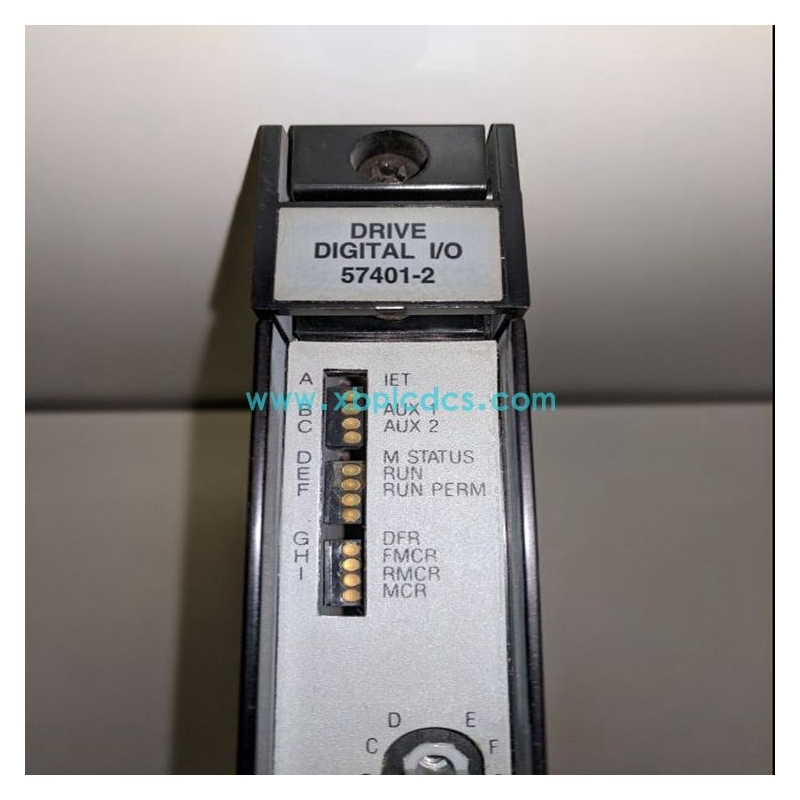 DRIVE
DIGITAL I/O
57401-2
A IET
www.xbplcdcs.com
B AUX 1
C AUX 2
D M STATUS
E RUN
F RUN PERM
G DFR
H FMCR
I RMCR
MCR
D E
C F